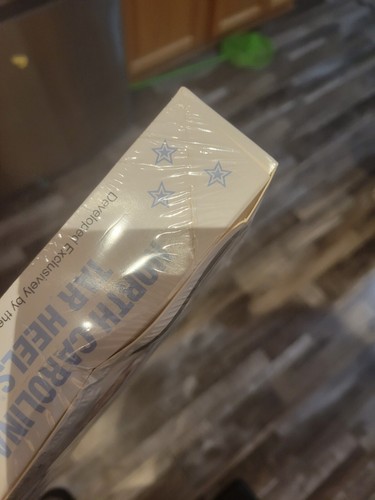 Developed Exclusively by the
NORTH CAROLINA
TAR HEELS